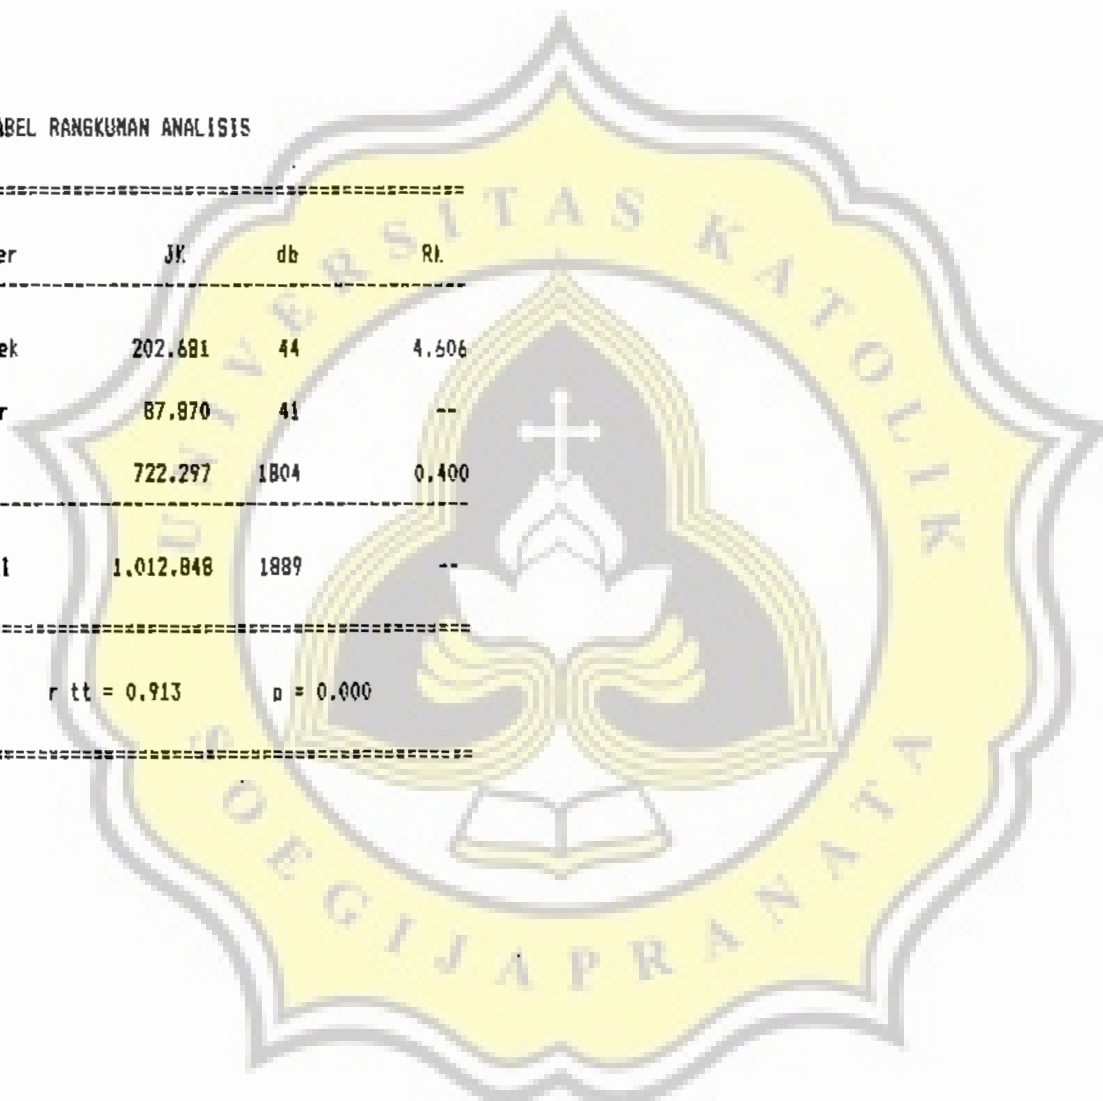 ABEL RANGKUMAN ANALISIS
er JK db RK
ek 202.681 44 4.606
r 87.870 41 --
722.297 1804 0.400
l 1.012.848 1889 --
r tt = 0.913 p = 0.000
UNIVERSITAS KATOLIK
SOEGIJAPRANATA